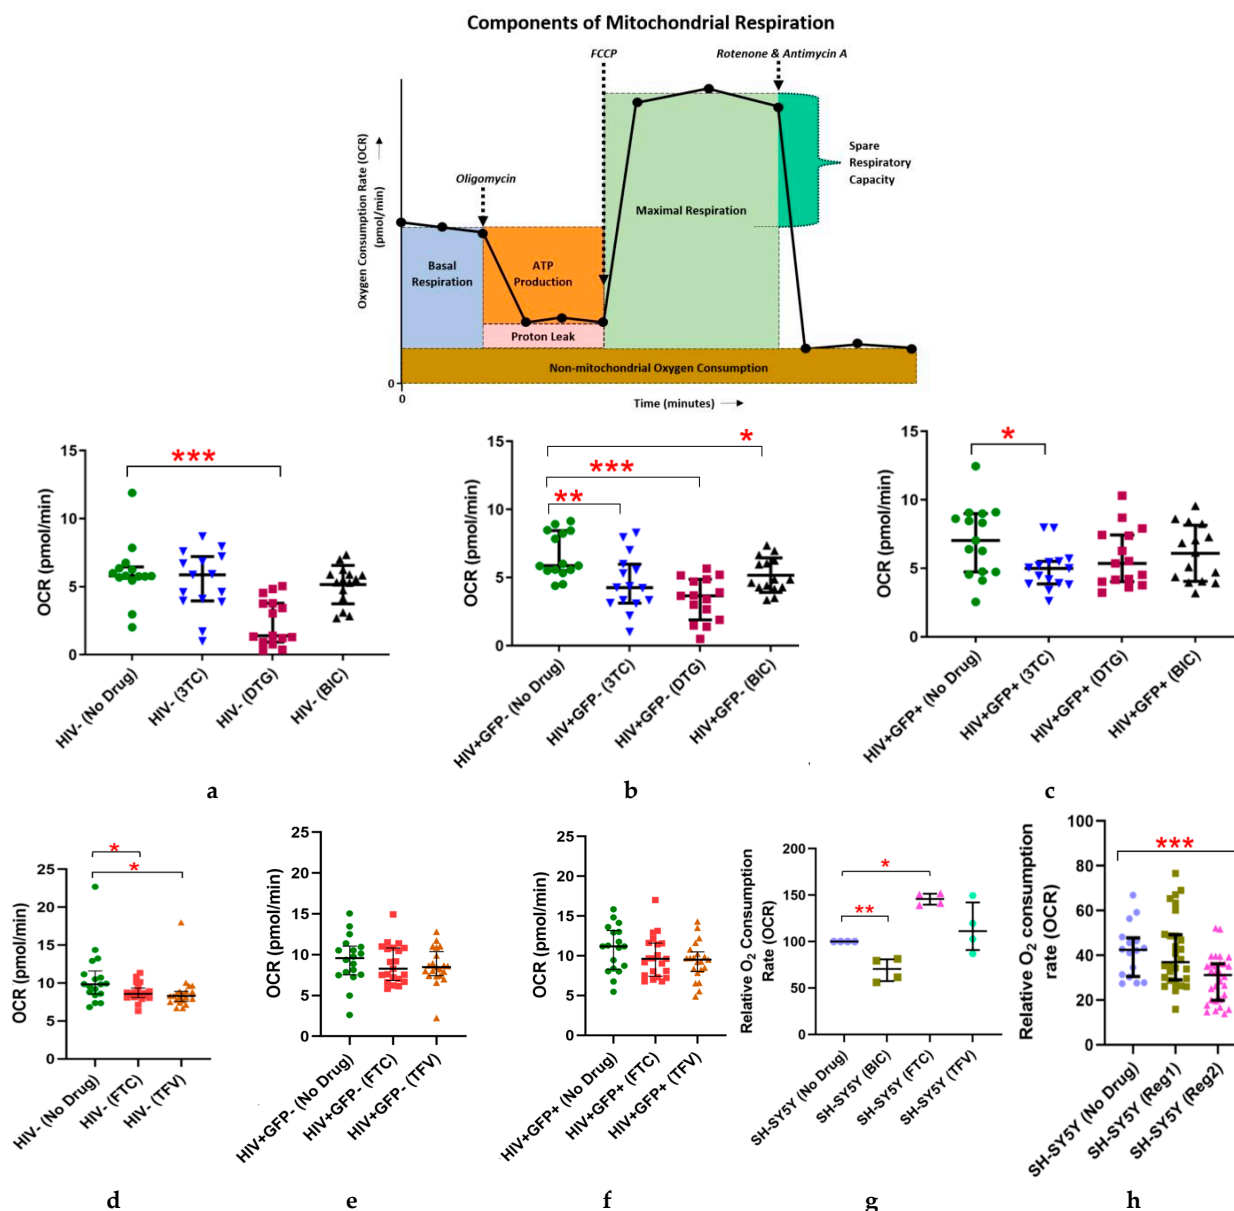 Components of Mitochondrial Respiration
FCCP
Rotenone & Antimycin A
Oligomycin
Oxygen Consumption Rate (OCR)
(pmol/min)
Basal
Respiration
ATP
Production
Proton Leak
Maximal Respiration
Spare
Respiratory
Capacity
Non-mitochondrial Oxygen Consumption
0
0
Time (minutes)
OCR (pmol/min)
15
10
5
0
***
HIV- (No Drug)
HIV- (3TC)
HIV- (DTG)
HIV- (BIC)
a
OCR (pmol/min)
15
10
5
0
*
***
**
HIV+GFP- (No Drug)
HIV+GFP- (3TC)
HIV+GFP- (DTG)
HIV+GFP- (BIC)
b
OCR (pmol/min)
15
10
5
0
*
HIV+GFP+ (No Drug)
HIV+GFP+ (3TC)
HIV+GFP+ (DTG)
HIV+GFP+ (BIC)
c
OCR (pmol/min)
25
20
15
10
5
0
*
*
HIV- (No Drug)
HIV- (FTC)
HIV- (TFV)
d
OCR (pmol/min)
25
20
15
10
5
0
HIV+GFP- (No Drug)
HIV+GFP- (FTC)
HIV+GFP- (TFV)
e
OCR (pmol/min)
25
20
15
10
5
0
HIV+GFP+ (No Drug)
HIV+GFP+ (FTC)
HIV+GFP+ (TFV)
f
Relative O2 Consumption
Rate (OCR)
200
150
100
50
0
*
**
SH-SY5Y (No Drug)
SH-SY5Y (BIC)
SH-SY5Y (FTC)
SH-SY5Y (TFV)
g
Relative O2 consumption
rate (OCR)
100
80
60
40
20
0
***
SH-SY5Y (No Drug)
SH-SY5Y (Reg1)
SH-SY5Y (Reg2)
h